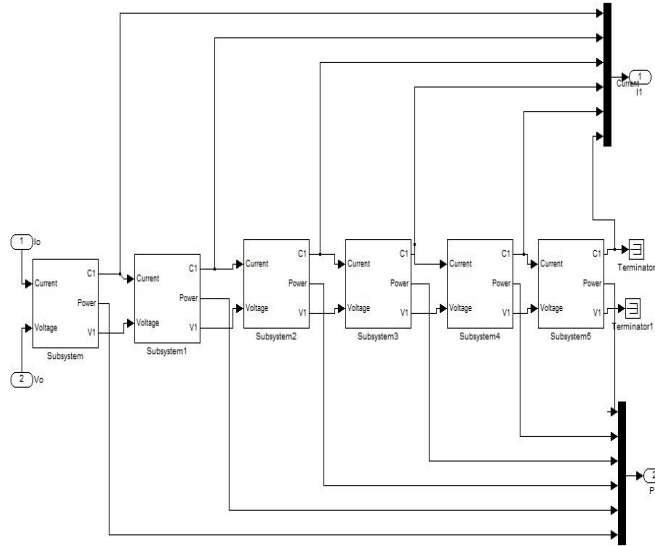 1
Current
I1
1
Io
C1
Current
Power
Voltage
V1
Subsystem
2
Vo
C1
Current
Power
Voltage
V1
Subsystem1
C1
Current
Power
Voltage
V1
Subsystem2
C1
Current
Power
Voltage
V1
Subsystem3
C1
Current
Power
Voltage
V1
Subsystem4
C1
Current
Power
Voltage
V1
Subsystem5
Terminator
Terminator1
2
P